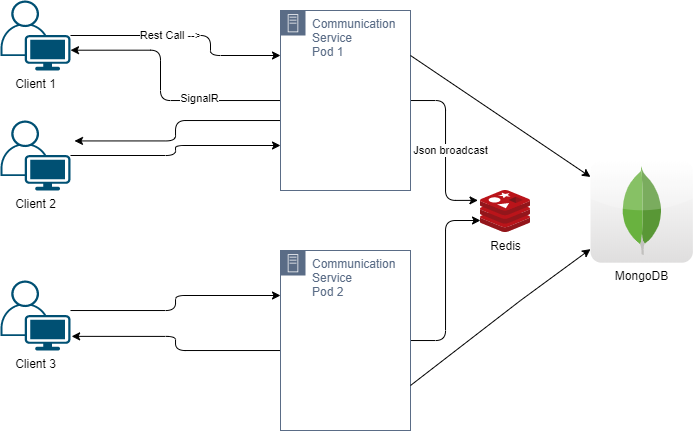 Rest Call -->
Communication
Service
Pod 1
Client 1
SignalR
Json broadcast
Client 2
Redis
Communication
Service
Pod 2
MongoDB
Client 3